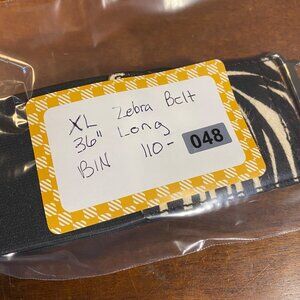 XL Zebra Belt
36" Long
BIN 110- 048